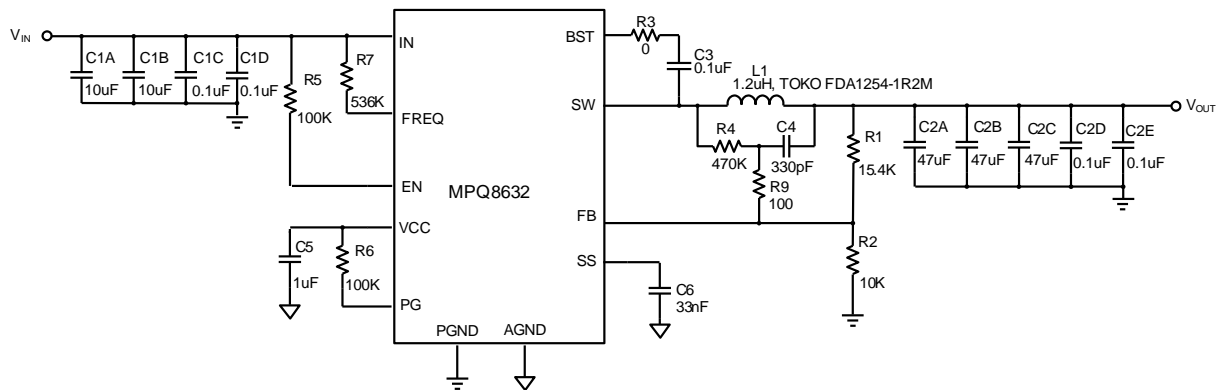 VIN
C1A
10uF
C1B
10uF
C1C
0.1uF
C1D
0.1uF
R5
100K
R7
536K
IN
FREQ
EN
VCC
PG
C5
1uF
R6
100K
MPQ8632
PGND
AGND
BST
SW
FB
SS
R3
0
C3
0.1uF
L1
1.2uH, TOKO FDA1254-1R2M
R4
470K
C4
330pF
R9
100
R1
15.4K
R2
10K
C6
33nF
C2A
47uF
C2B
47uF
C2C
47uF
C2D
0.1uF
C2E
0.1uF
VOUT